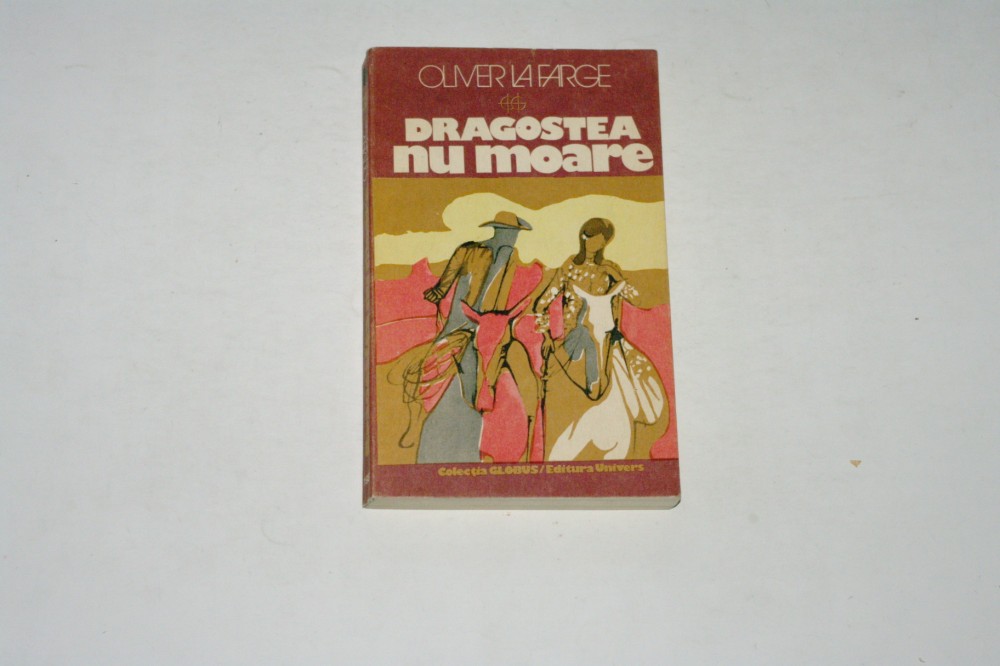 OLIVER LA FARGE
DRAGOSTEA
nu moare
Colecția GLOBUS/Editura Univers